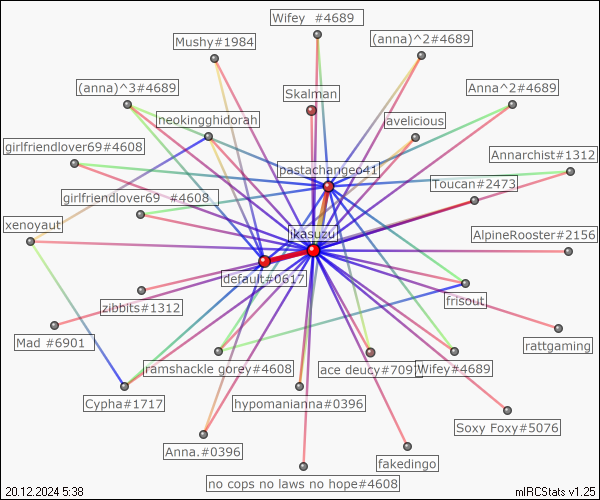 Wifey  #4689
Mushy#1984
(anna)^2#4689
(anna)^3#4689
Skalman
Anna^2#4689
neokingghidorah
avelicious
girlfriendlover69#4608
Annarchist#1312
pastachangeo41
Toucan#2473
girlfriendlover69  #4608
xenoyaut
ikasuzu
AlpineRooster#2156
default#0617
zibbits#1312
frisout
Mad #6901
rattgaming
ramshackle gorey#4608
ace deucy#7097
Wifey#4689
Cypha#1717
hypomanianna#0396
Soxy Foxy#5076
Anna.#0396
fakedingo
no cops no laws no hope#4608
20.12.2024 5:38
mIRCStats v1.25